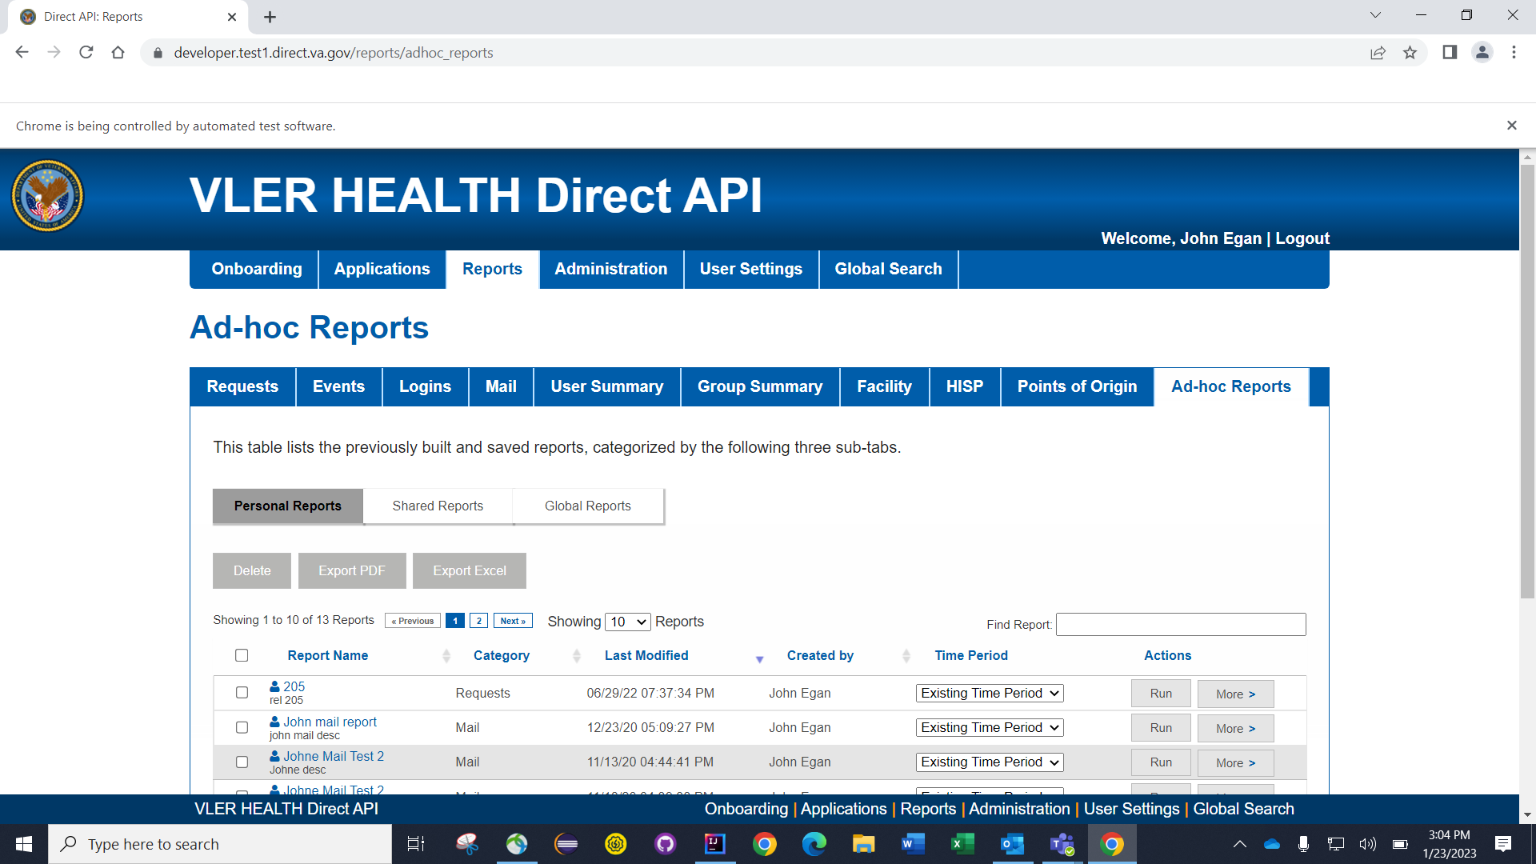 Direct API: Reports
developer.test1.direct.va.gov/reports/adhoc_reports
Chrome is being controlled by automated test software.
VLER HEALTH Direct API
Welcome, John Egan | Logout
Onboarding Applications Reports Administration User Settings Global Search
Ad-hoc Reports
Requests Events Logins Mail User Summary Group Summary Facility HISP Points of Origin Ad-hoc Reports
This table lists the previously built and saved reports, categorized by the following three sub-tabs.
Personal Reports Shared Reports Global Reports
Delete Export PDF Export Excel
Showing 1 to 10 of 13 Reports « Previous 1 2 Next » Showing 10 Reports Find Report:
Report Name Category Last Modified Created by Time Period Actions
205 Requests 06/29/22 07:37:34 PM John Egan Existing Time Period Run More >
rel 205
John mail report Mail 12/23/20 05:09:27 PM John Egan Existing Time Period Run More >
john mail desc
Johne Mail Test 2 Mail 11/13/20 04:44:41 PM John Egan Existing Time Period Run More >
Johne desc
Johne Mail Test 2
VLER HEALTH Direct API Onboarding | Applications | Reports | Administration | User Settings | Global Search
Type here to search
3:04 PM
1/23/2023